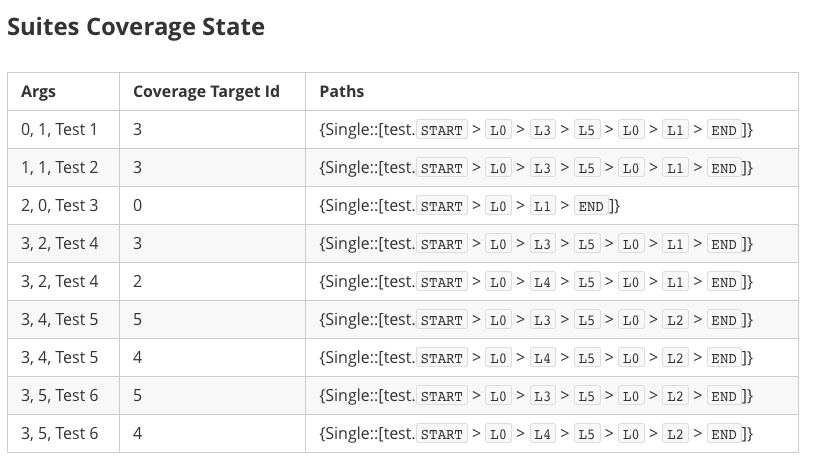 Suites Coverage State
Args Coverage Target Id Paths
0, 1, Test 1 3 {Single::[test. START > L0 > L3 > L5 > L0 > L1 > END ]}
1, 1, Test 2 3 {Single::[test. START > L0 > L3 > L5 > L0 > L1 > END ]}
2, 0, Test 3 0 {Single::[test. START > L0 > L1 > END ]}
3, 2, Test 4 3 {Single::[test. START > L0 > L3 > L5 > L0 > L1 > END ]}
3, 2, Test 4 2 {Single::[test. START > L0 > L4 > L5 > L0 > L1 > END ]}
3, 4, Test 5 5 {Single::[test. START > L0 > L3 > L5 > L0 > L2 > END ]}
3, 4, Test 5 4 {Single::[test. START > L0 > L4 > L5 > L0 > L2 > END ]}
3, 5, Test 6 5 {Single::[test. START > L0 > L3 > L5 > L0 > L2 > END ]}
3, 5, Test 6 4 {Single::[test. START > L0 > L4 > L5 > L0 > L2 > END ]}